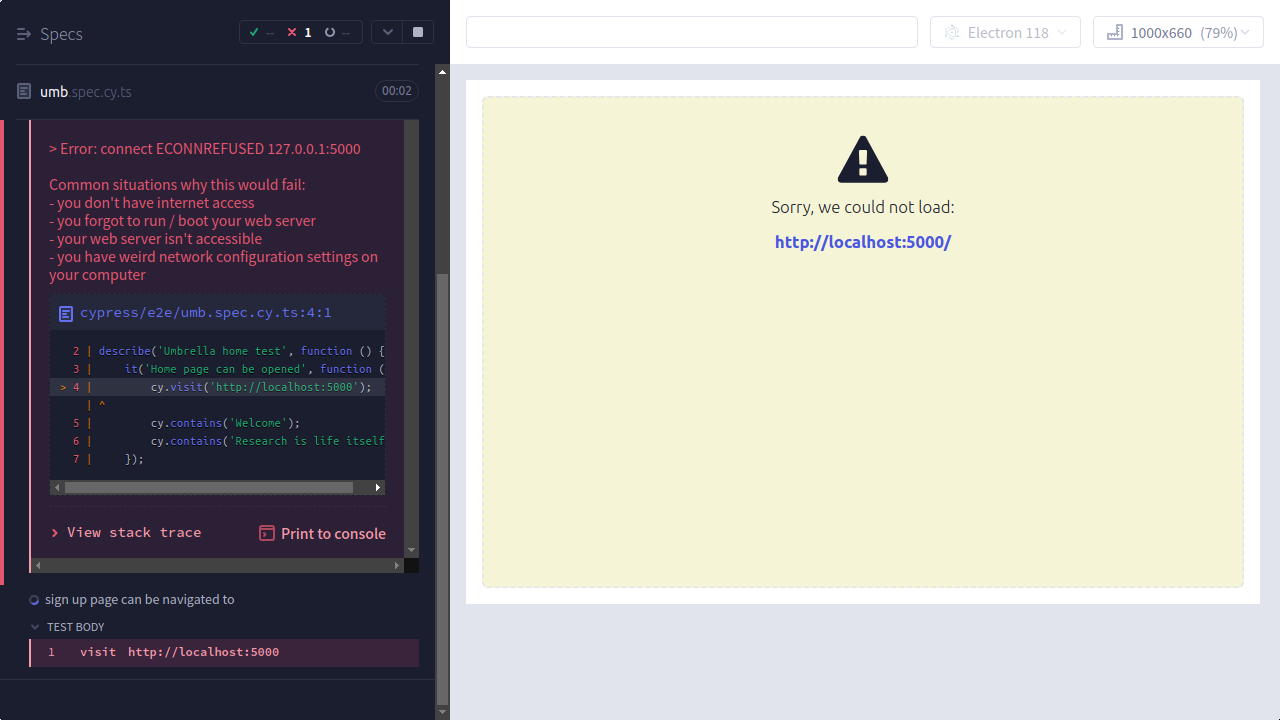 Specs
-- 1 --
umb.spec.cy.ts
00:02
> Error: connect ECONNREFUSED 127.0.0.1:5000
Common situations why this would fail:
- you don't have internet access
- you forgot to run / boot your web server
- your web server isn't accessible
- you have weird network configuration settings on
your computer
cypress/e2e/umb.spec.cy.ts:4:1
2 | describe('Umbrella home test', function () {
3 |     it('Home page can be opened', function (
> 4 |         cy.visit('http://localhost:5000');
| ^
5 |         cy.contains('Welcome');
6 |         cy.contains('Research is life itself
7 |     });
View stack trace
Print to console
sign up page can be navigated to
TEST BODY
1 visit http://localhost:5000
Electron 118
1000x660 (79%)
Sorry, we could not load:
http://localhost:5000/